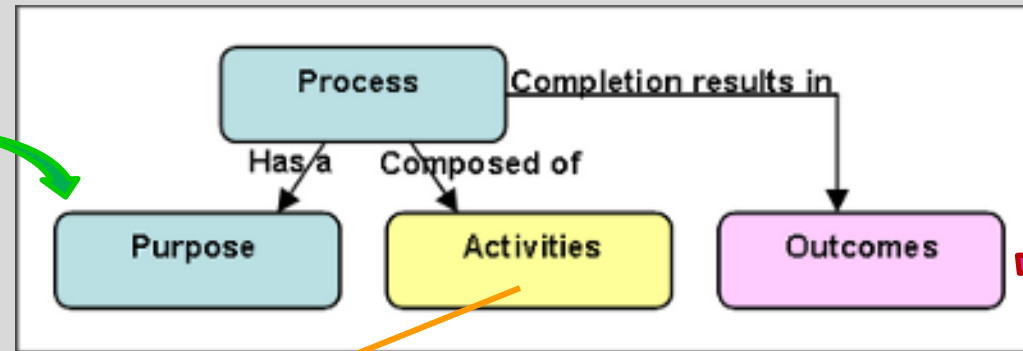 Process
Completion results in
Has a
Composed of
Purpose
Activities
Outcomes